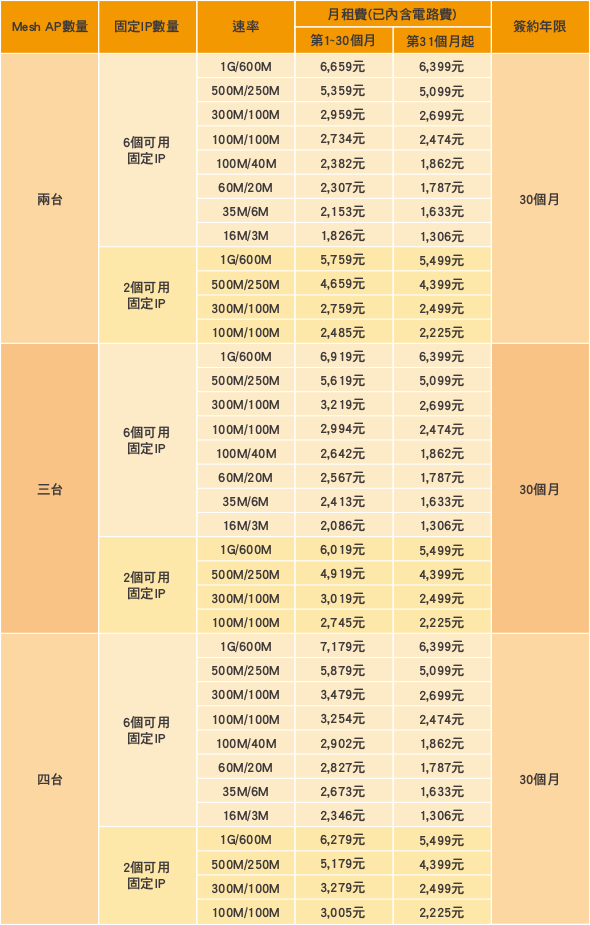 Mesh AP數量 固定IP數量 速率 月租費(已內含電路費) 簽約年限
第1-30個月 第31個月起
兩台
6個可用
固定IP
1G/600M 6,659元 6,399元
500M/250M 5,359元 5,099元
300M/100M 2,959元 2,699元
100M/100M 2,734元 2,474元
100M/40M 2,382元 1,862元
60M/20M 2,307元 1,787元
35M/6M 2,153元 1,633元
16M/3M 1,826元 1,306元
2個可用
固定IP
1G/600M 5,759元 5,499元
500M/250M 4,659元 4,399元
300M/100M 2,759元 2,499元
100M/100M 2,485元 2,225元
30個月
三台
6個可用
固定IP
1G/600M 6,919元 6,399元
500M/250M 5,619元 5,099元
300M/100M 3,219元 2,699元
100M/100M 2,994元 2,474元
100M/40M 2,642元 1,862元
60M/20M 2,567元 1,787元
35M/6M 2,413元 1,633元
16M/3M 2,086元 1,306元
2個可用
固定IP
1G/600M 6,019元 5,499元
500M/250M 4,919元 4,399元
300M/100M 3,019元 2,499元
100M/100M 2,745元 2,225元
30個月
四台
6個可用
固定IP
1G/600M 7,179元 6,399元
500M/250M 5,879元 5,099元
300M/100M 3,479元 2,699元
100M/100M 3,254元 2,474元
100M/40M 2,902元 1,862元
60M/20M 2,827元 1,787元
35M/6M 2,673元 1,633元
16M/3M 2,346元 1,306元
2個可用
固定IP
1G/600M 6,279元 5,499元
500M/250M 5,179元 4,399元
300M/100M 3,279元 2,499元
100M/100M 3,005元 2,225元
30個月